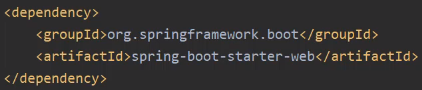 <dependency>
<groupId>org.springframework.boot</groupId>
<artifactId>spring-boot-starter-web</artifactId>
</dependency>